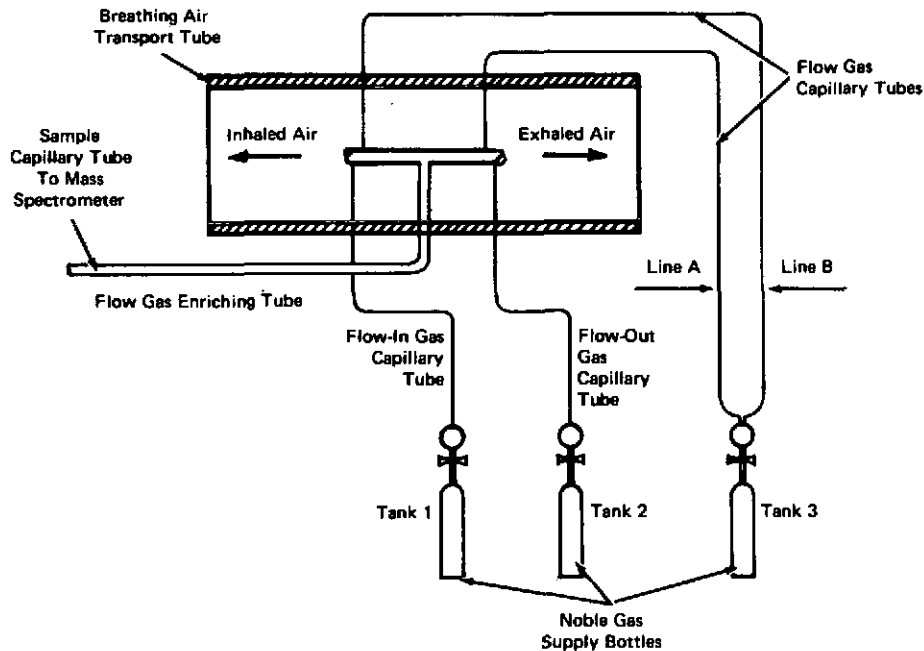 Breathing Air
Transport Tube
Flow Gas
Capillary Tubes
Sample
Capillary Tube
To Mass
Spectrometer
Inhaled Air
Exhaled Air
Line A
Line B
Flow Gas Enriching Tube
Flow-In Gas
Capillary
Tube
Flow-Out
Gas
Capillary
Tube
Tank 1
Tank 2
Tank 3
Noble Gas
Supply Bottles